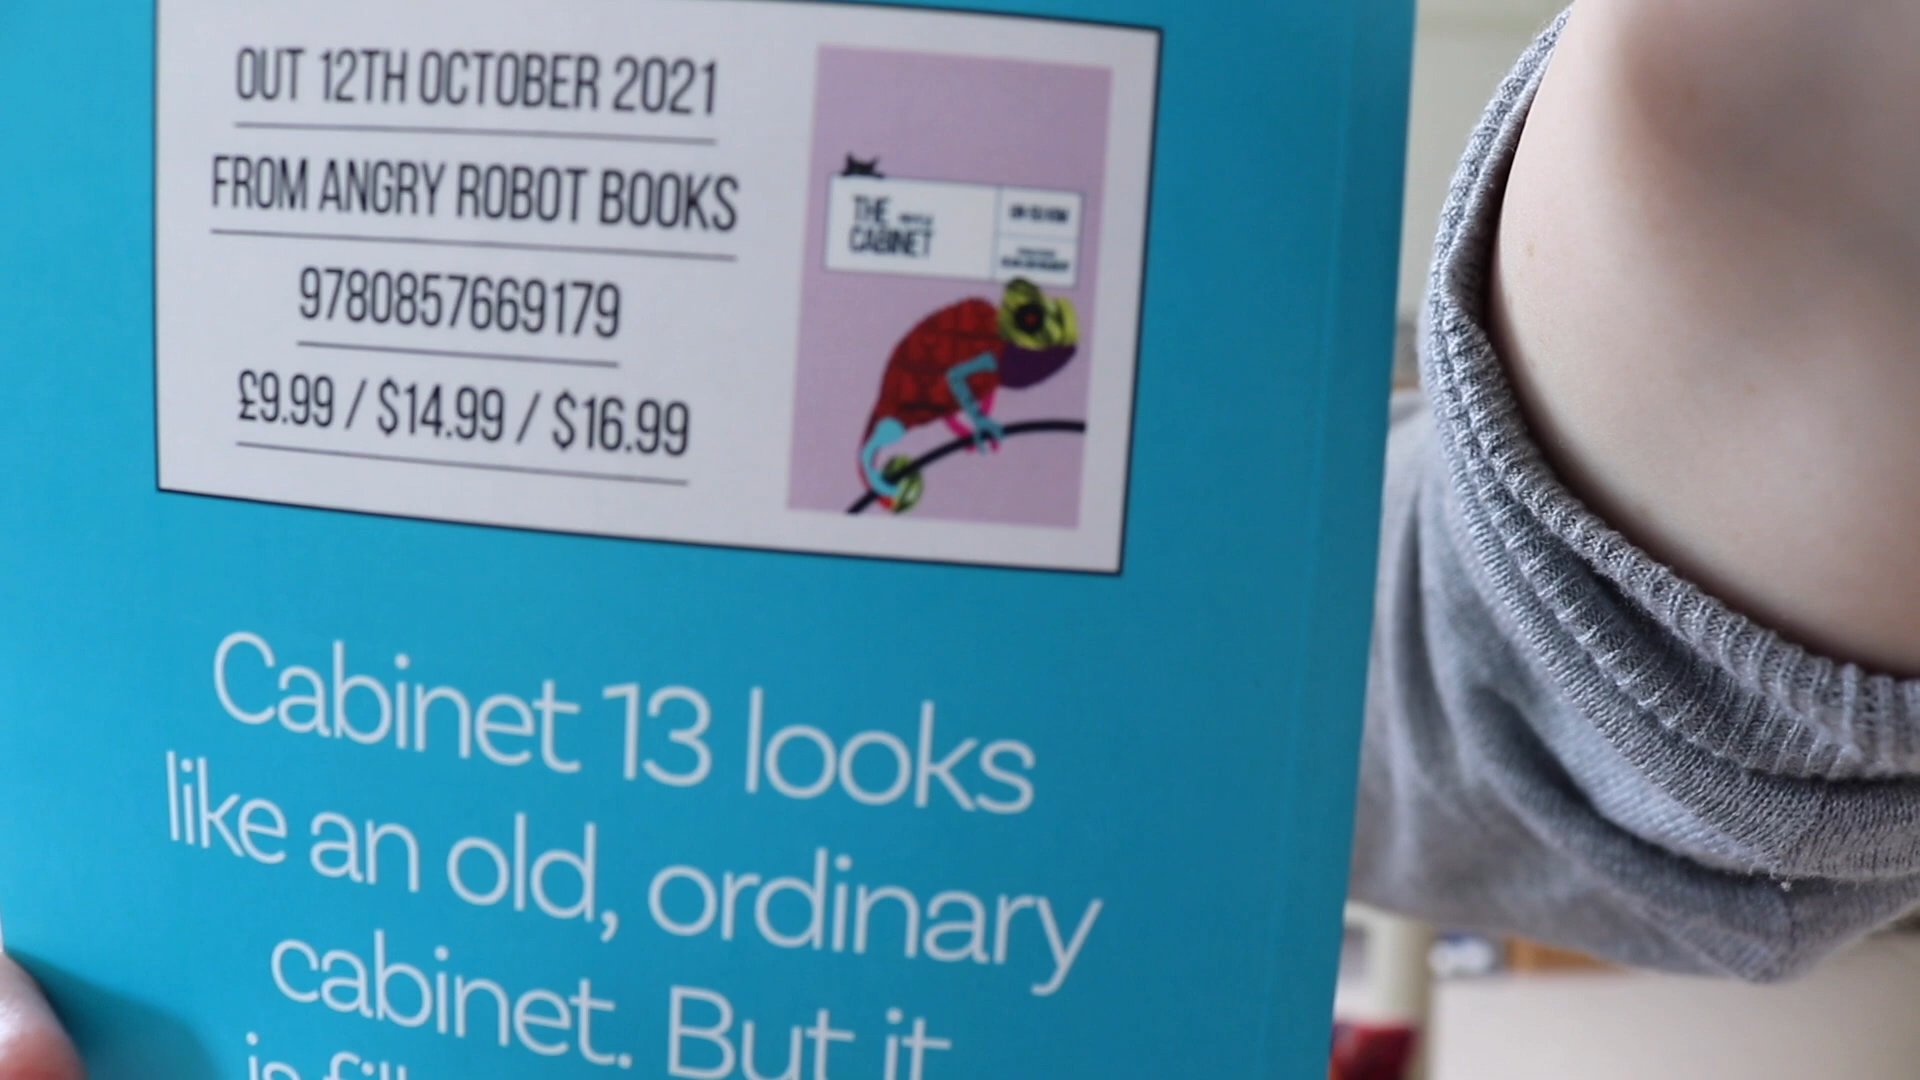 OUT 12TH OCTOBER 2021
FROM ANGRY ROBOT BOOKS
9780857669179
£9.99 / $14.99 / $16.99
THE
CABINET
Cabinet 13 looks
like an old, ordinary
cabinet. But it
is